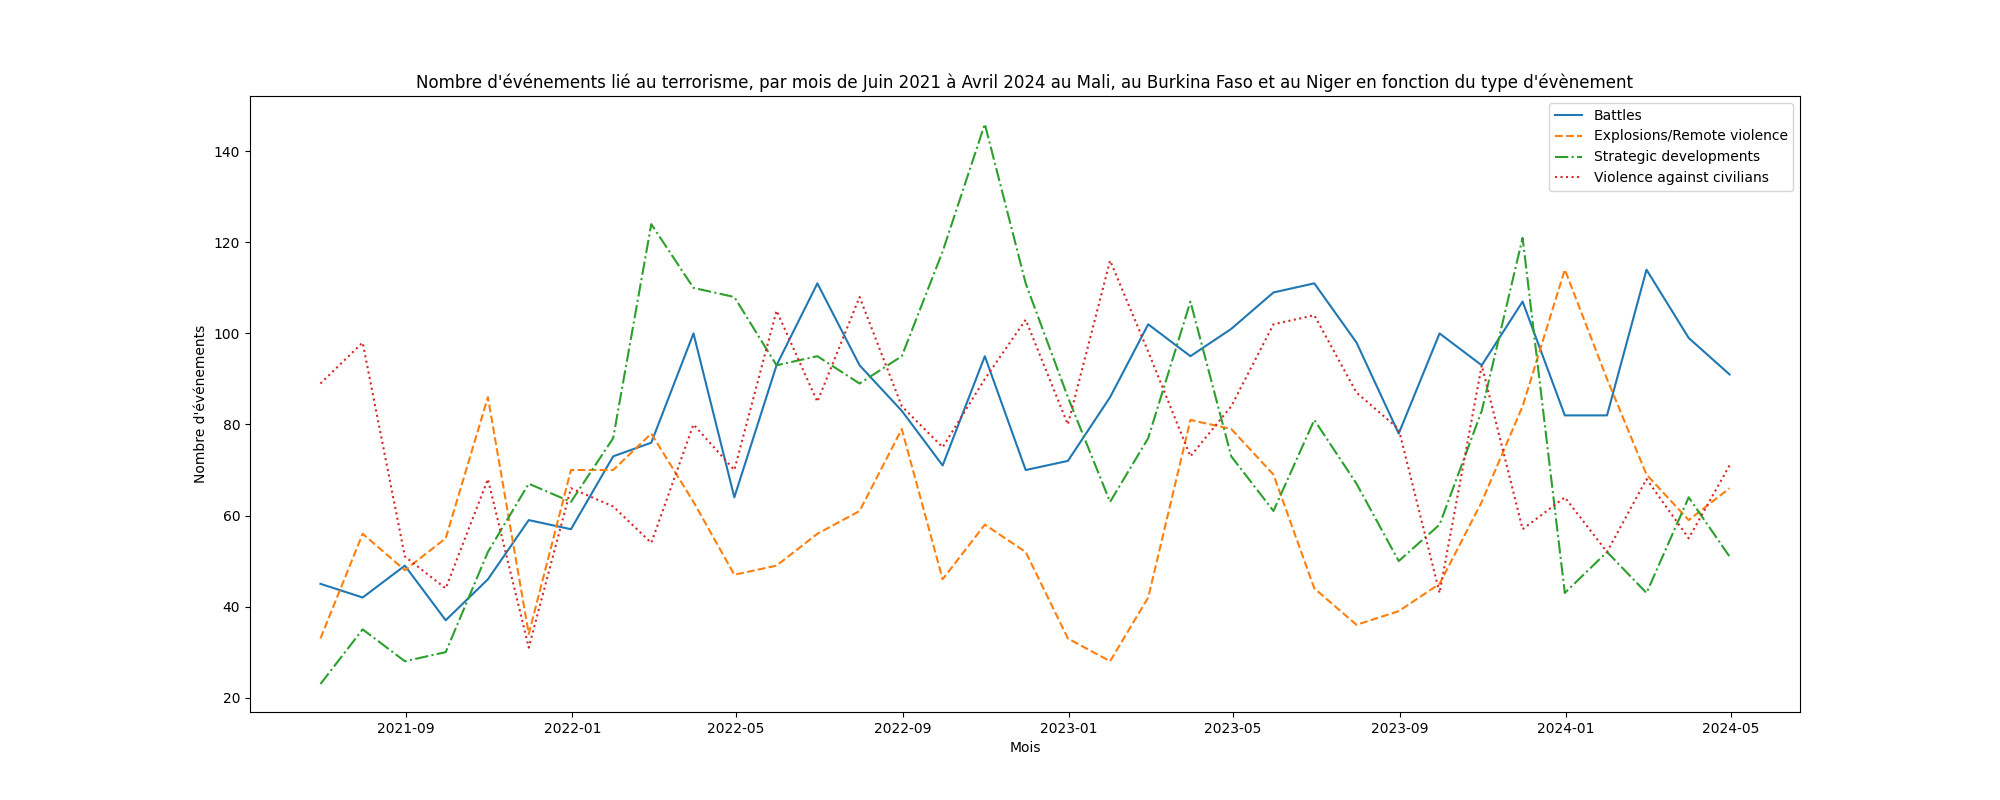 Nombre d'événements lié au terrorisme, par mois de Juin 2021 à Avril 2024 au Mali, au Burkina Faso et au Niger en fonction du type d'évènement
Battles
Explosions/Remote violence
Strategic developments
Violence against civilians
Nombre d'événements
140
120
100
80
60
40
20
2021-09 2022-01 2022-05 2022-09 2023-01 2023-05 2023-09 2024-01 2024-05
Mois